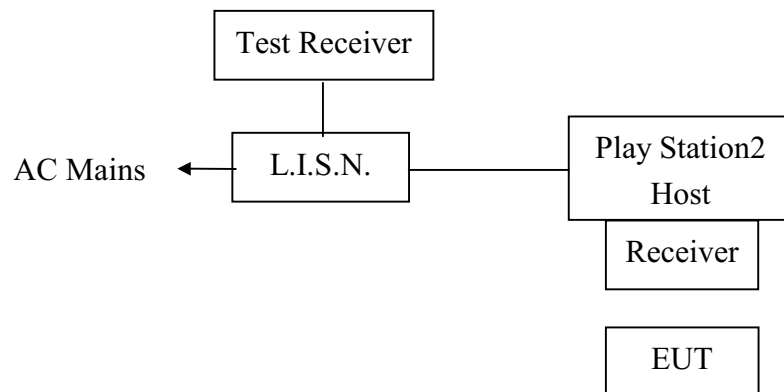 Test Receiver
AC Mains
L.I.S.N.
Play Station2
Host
Receiver
EUT